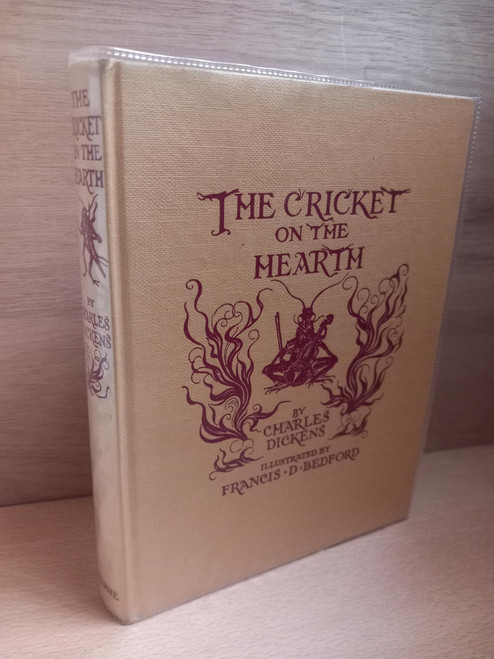 THE
CRICKET
ON THE
HEARTH
BY
CHARLES
DICKENS
THE CRICKET
ON THE
HEARTH
BY
CHARLES
DICKENS
ILLUSTRATED BY
FRANCIS · D · BEDFORD